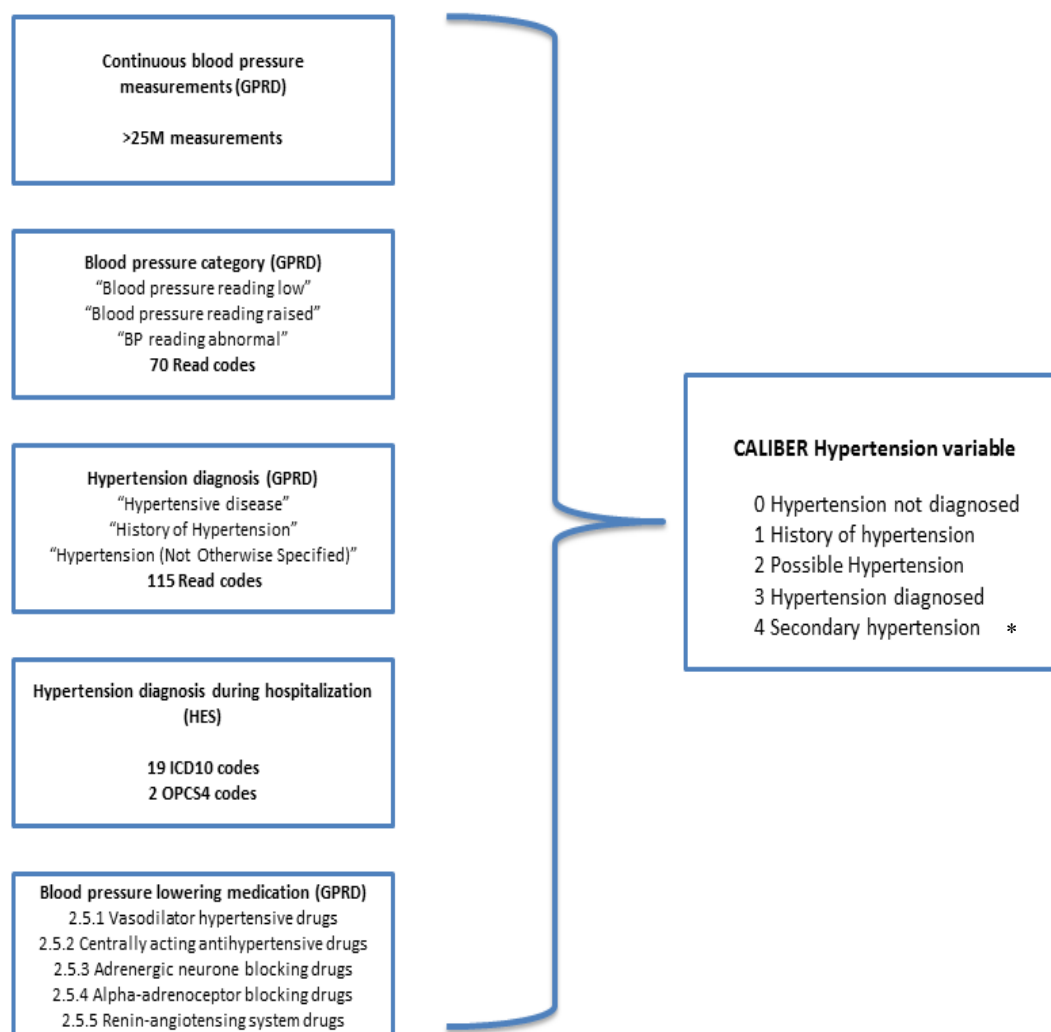 Continuous blood pressure
measurements (GPRD)
>25M measurements
Blood pressure category (GPRD)
“Blood pressure reading low”
“Blood pressure reading raised”
“BP reading abnormal”
70 Read codes
Hypertension diagnosis (GPRD)
“Hypertensive disease”
“History of Hypertension”
“Hypertension (Not Otherwise Specified)”
115 Read codes
Hypertension diagnosis during hospitalization
(HES)
19 ICD10 codes
2 OPCS4 codes
Blood pressure lowering medication (GPRD)
2.5.1 Vasodilator hypertensive drugs
2.5.2 Centrally acting antihypertensive drugs
2.5.3 Adrenergic neurone blocking drugs
2.5.4 Alpha-adrenoceptor blocking drugs
2.5.5 Renin-angiotensing system drugs
CALIBER Hypertension variable
0 Hypertension not diagnosed
1 History of hypertension
2 Possible Hypertension
3 Hypertension diagnosed
4 Secondary hypertension *